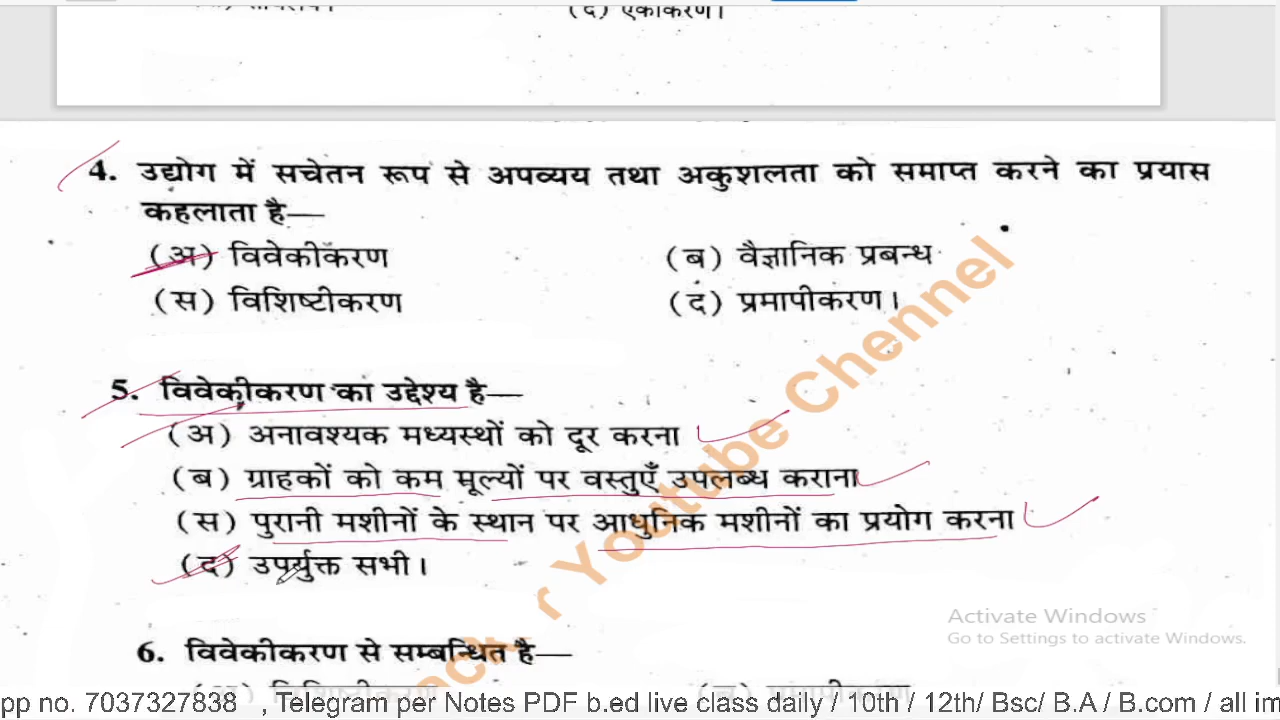 (द) एकाकरण।
4. उद्योग में सचेतन रूप से अपव्यय तथा अकुशलता को समाप्त करने का प्रयास
कहलाता है—
(अ) विवेकीकरण (ब) वैज्ञानिक प्रबन्ध
(स) विशिष्टीकरण (द) प्रमापीकरण।
5. विवेकीकरण का उद्देश्य है—
(अ) अनावश्यक मध्यस्थों को दूर करना
(ब) ग्राहकों को कम मूल्यों पर वस्तुएँ उपलब्ध कराना
(स) पुरानी मशीनों के स्थान पर आधुनिक मशीनों का प्रयोग करना
(द) उपर्युक्त सभी।
r Youtube Chennel
Activate Windows
Go to Settings to activate Windows.
6. विवेकीकरण से सम्बन्धित है—
pp no. 7037327838 , Telegram per Notes PDF b.ed live class daily / 10th / 12th/ Bsc/ B.A / B.com / all im